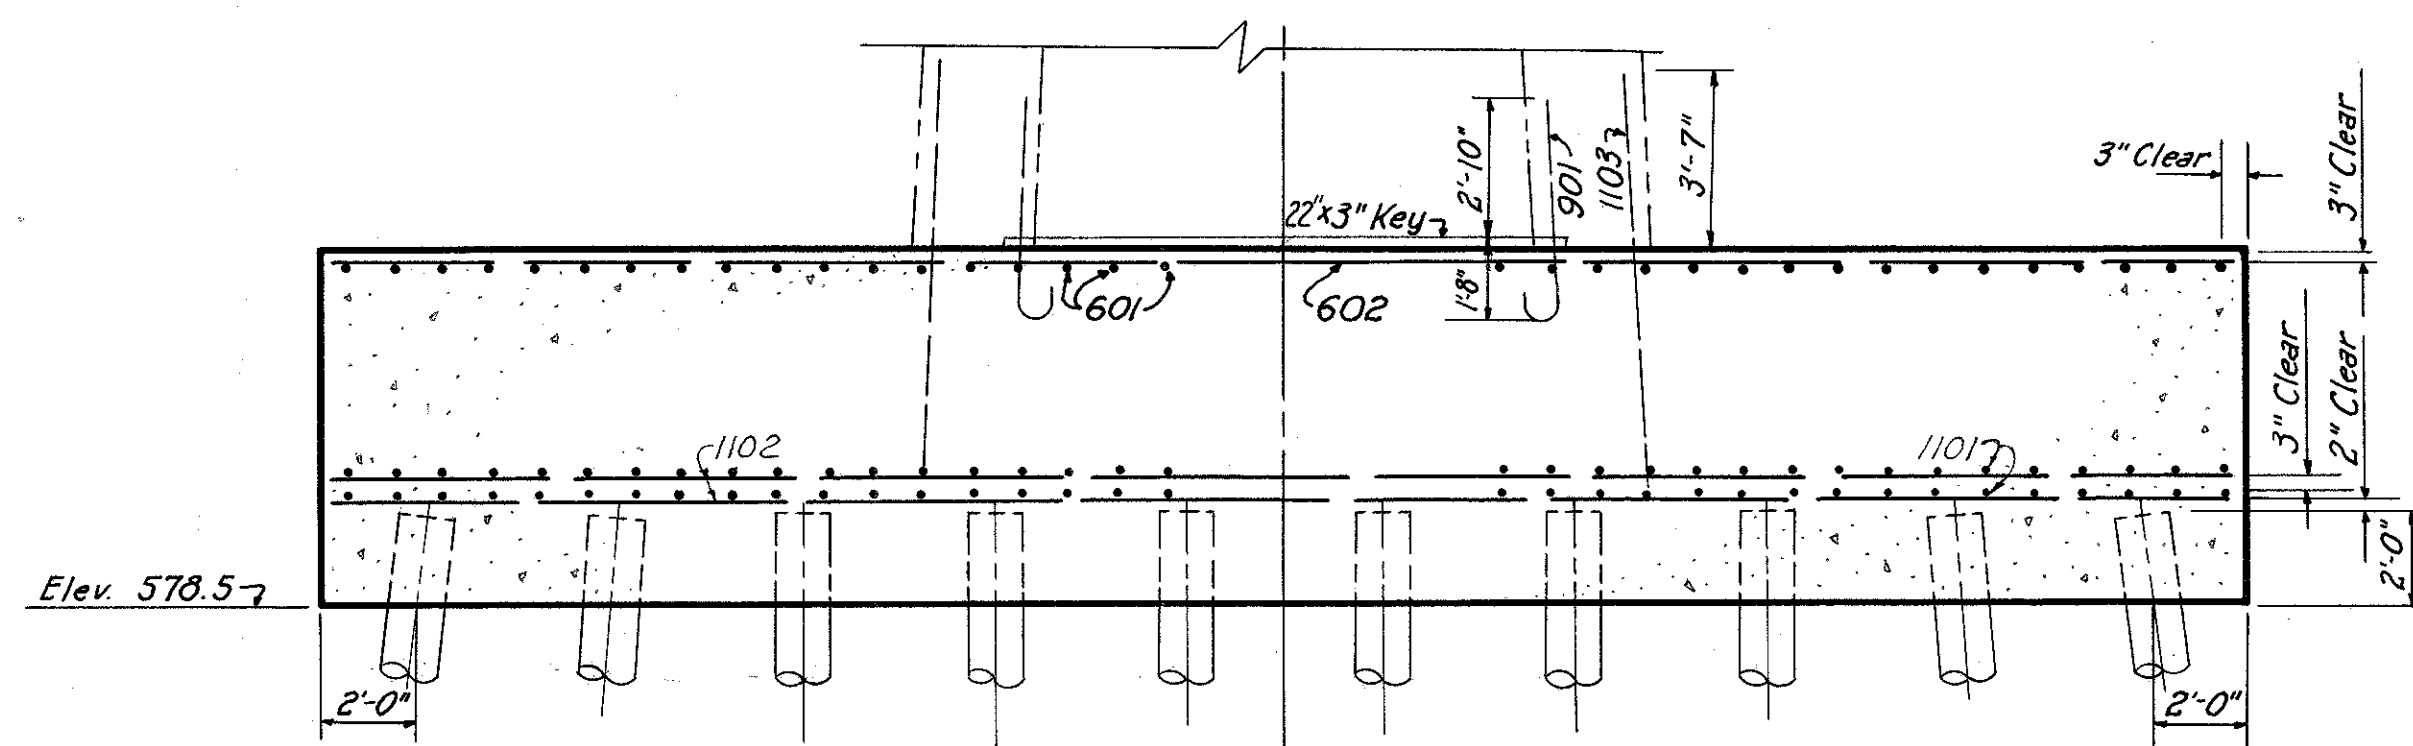 2'-10"
901
1103
3'-7"
3" Clear
3" Clear
22"x3" Key
601
602
1'-8"
3" Clear
2" Clear
1102
1101
Elev. 578.5
2'-0"
2'-0"
2'-0"